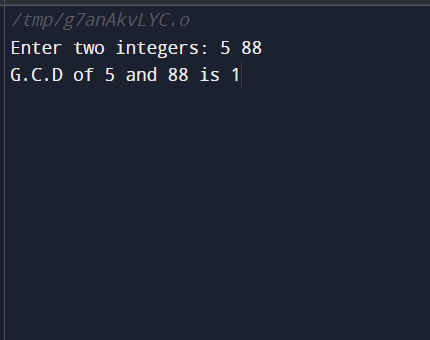 /tmp/g7anAkvLYC.o
Enter two integers: 5 88
G.C.D of 5 and 88 is 1